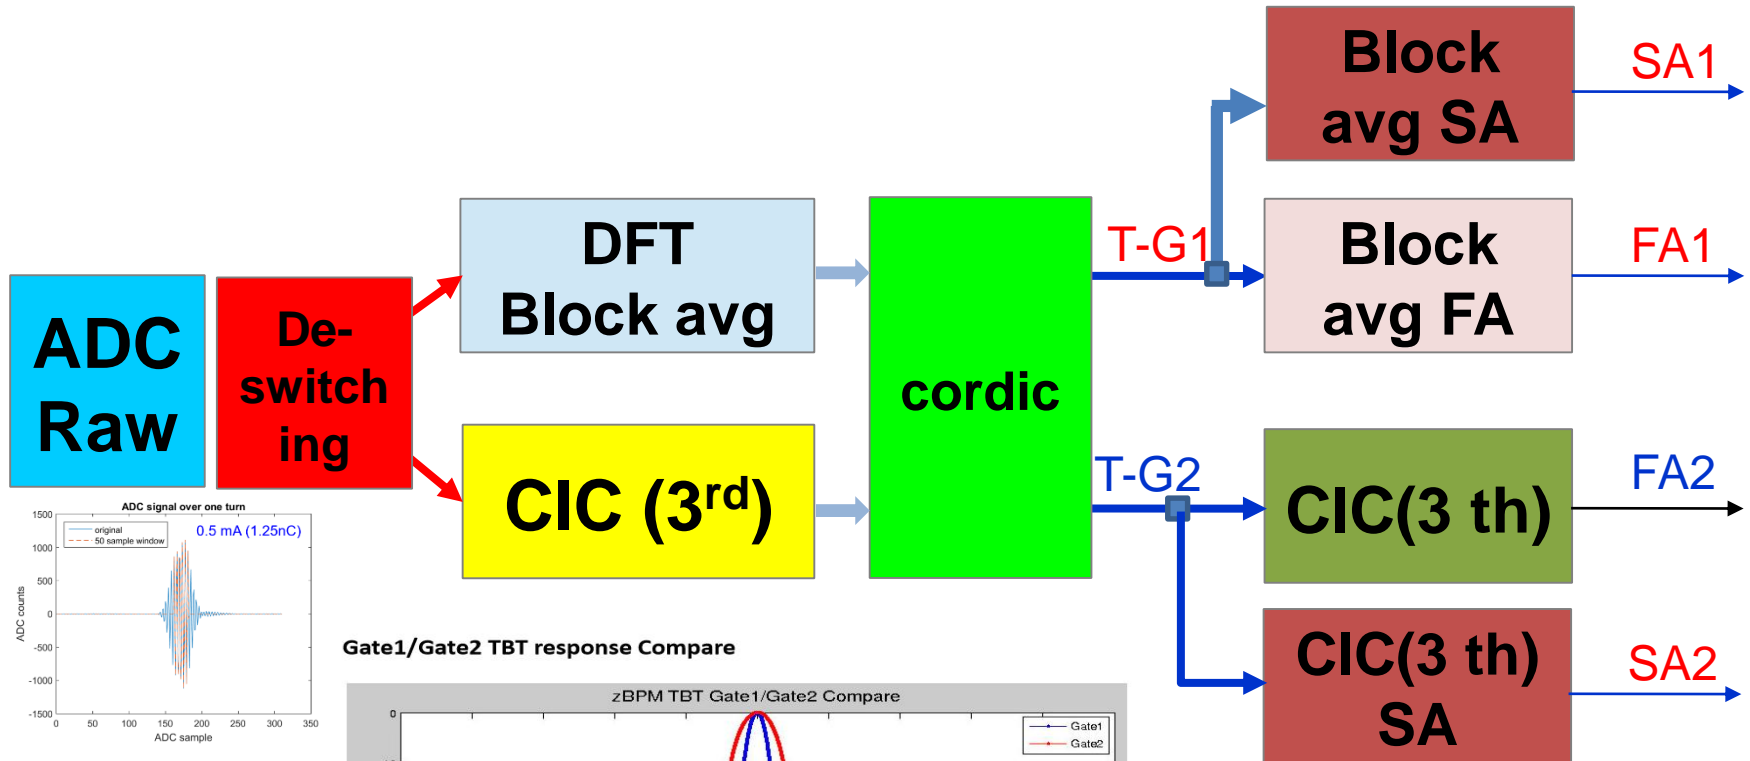 Block
avg SA
SA1
DFT
Block avg
T-G1
Block
avg FA
FA1
ADC
Raw
De-
switch
ing
cordic
CIC (3rd)
T-G2
CIC(3 th)
FA2
CIC(3 th)
SA
SA2
ADC signal over one turn
original
50 sample window
0.5 mA (1.25nC)
ADC counts
1500
1000
500
0
-500
-1000
-1500
0 50 100 150 200 250 300 350
ADC sample
Gate1/Gate2 TBT response Compare
zBPM TBT Gate1/Gate2 Compare
0
Gate1
Gate2